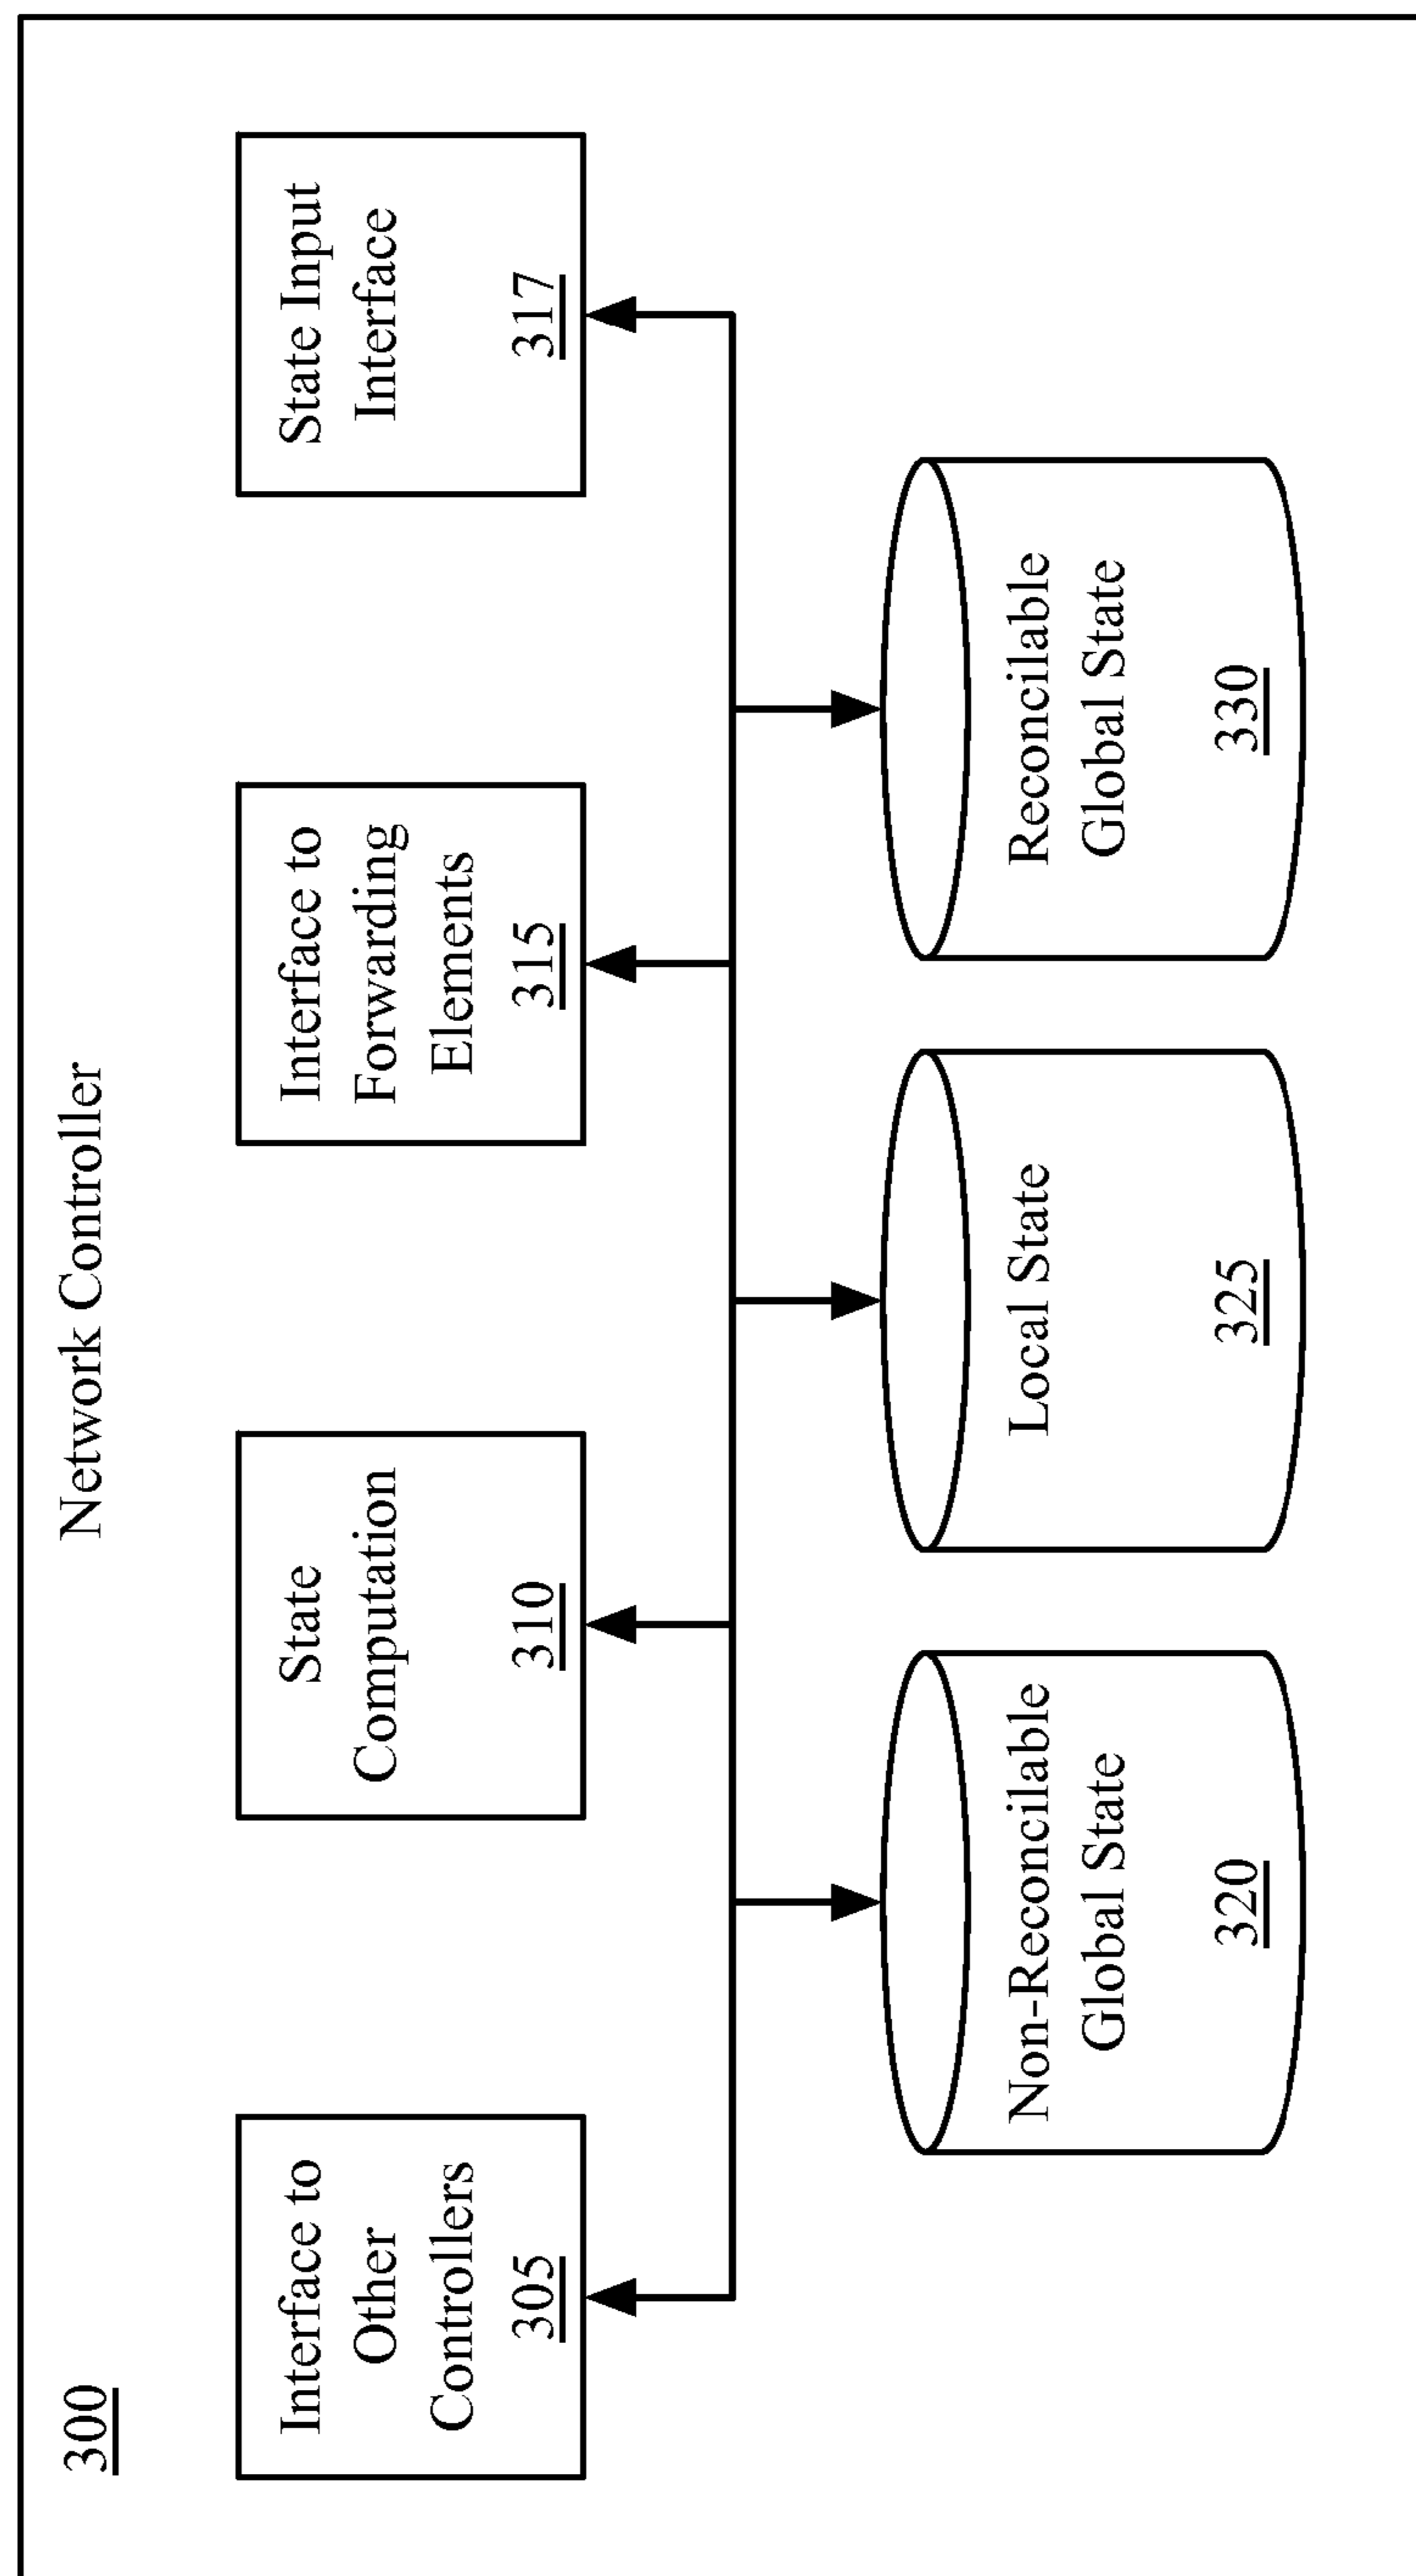 300
Network Controller
Interface to
Other
Controllers
305
State
Computation
310
Interface to
Forwarding
Elements
315
State Input
Interface
317
Non-Reconcilable
Global State
320
Local State
325
Reconcilable
Global State
330